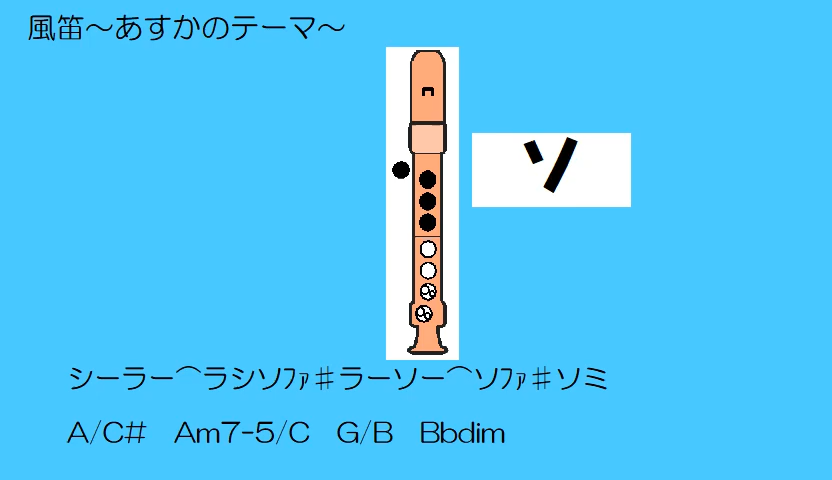 風笛～あすかのテーマ～
ソ
シーラー⌒ラシソﾌｧ♯ラーソー⌒ソﾌｧ♯ソミ
A/C#　Am7-5/C　G/B　Bbdim